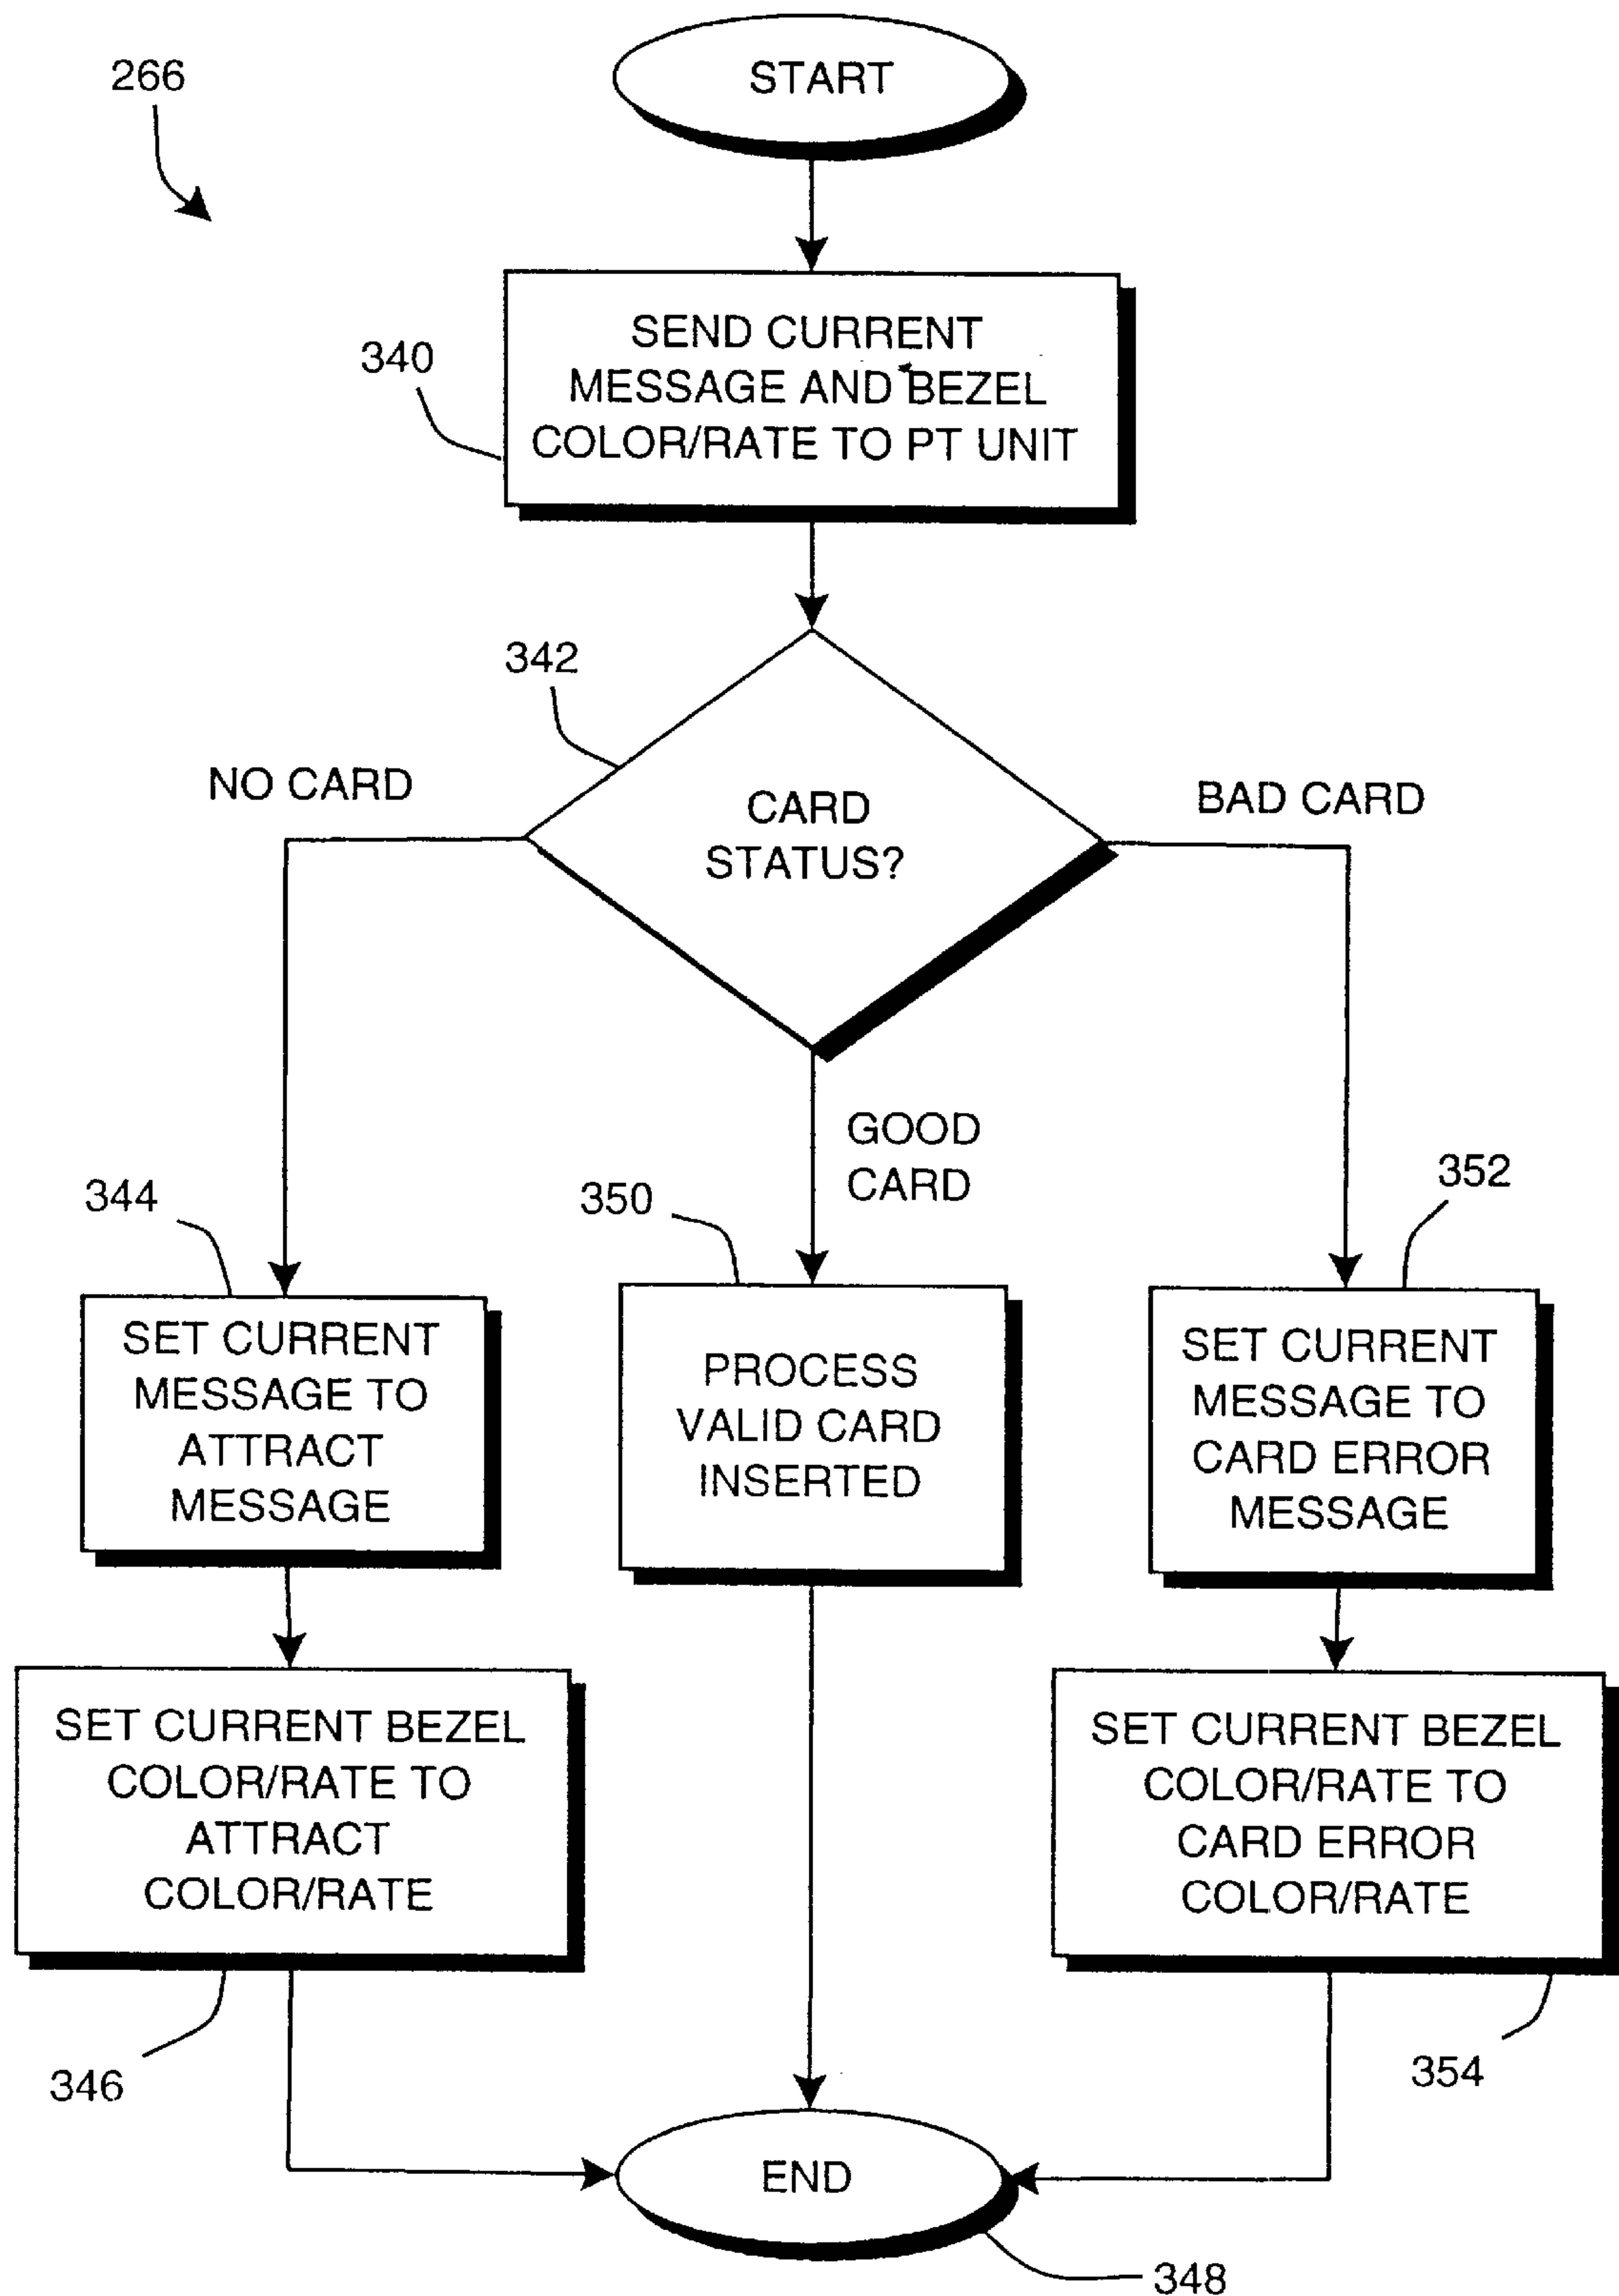 START
266
SEND CURRENT
MESSAGE AND BEZEL
COLOR/RATE TO PT UNIT
340
342
CARD
STATUS?
NO CARD
BAD CARD
GOOD
CARD
344
350
352
SET CURRENT
MESSAGE TO
ATTRACT
MESSAGE
PROCESS
VALID CARD
INSERTED
SET CURRENT
MESSAGE TO
CARD ERROR
MESSAGE
SET CURRENT BEZEL
COLOR/RATE TO
ATTRACT
COLOR/RATE
SET CURRENT BEZEL
COLOR/RATE TO
CARD ERROR
COLOR/RATE
346
354
END
348